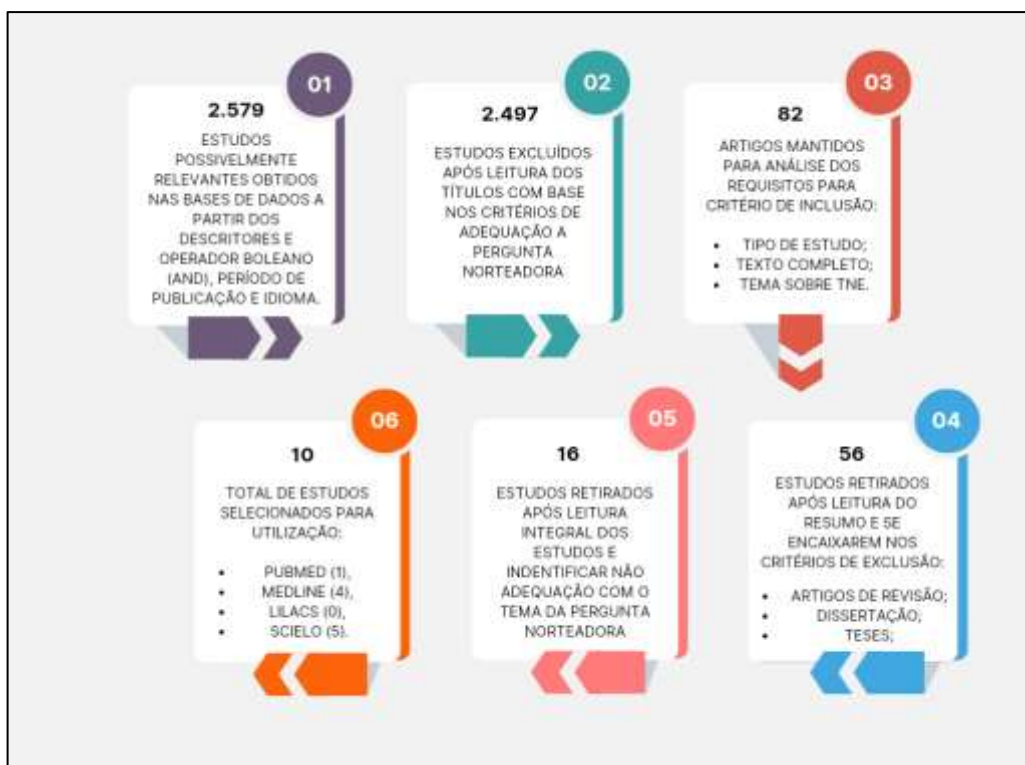 01
2.579
ESTUDOS
POSSIVELMENTE
RELEVANTES OBTIDOS
NAS BASES DE DADOS A
PARTIR DOS
DESCRITORES E
OPERADOR BOLEANO
(AND), PERÍODO DE
PUBLICAÇÃO E IDIOMA.
02
2.497
ESTUDOS EXCLUÍDOS
APÓS LEITURA DOS
TÍTULOS COM BASE
NOS CRITÉRIOS DE
ADEQUAÇÃO A
PERGUNTA
NORTEADORA
03
82
ARTIGOS MANTIDOS
PARA ANÁLISE DOS
REQUISITOS PARA
CRITÉRIO DE INCLUSÃO:
• TIPO DE ESTUDO;
• TEXTO COMPLETO;
• TEMA SOBRE TNE.
04
56
ESTUDOS RETIRADOS
APÓS LEITURA DO
RESUMO E SE
ENCAIXAREM NOS
CRITÉRIOS DE EXCLUSÃO:
• ARTIGOS DE REVISÃO;
• DISSERTAÇÃO;
• TESES;
05
16
ESTUDOS RETIRADOS
APÓS LEITURA
INTEGRAL DOS
ESTUDOS E
INDENTIFICAR NÃO
ADEQUAÇÃO COM O
TEMA DA PERGUNTA
NORTEADORA
06
10
TOTAL DE ESTUDOS
SELECIONADOS PARA
UTILIZAÇÃO:
• PUBMED (1),
• MEDLINE (4),
• LILACS (0),
• SCIELO (5).